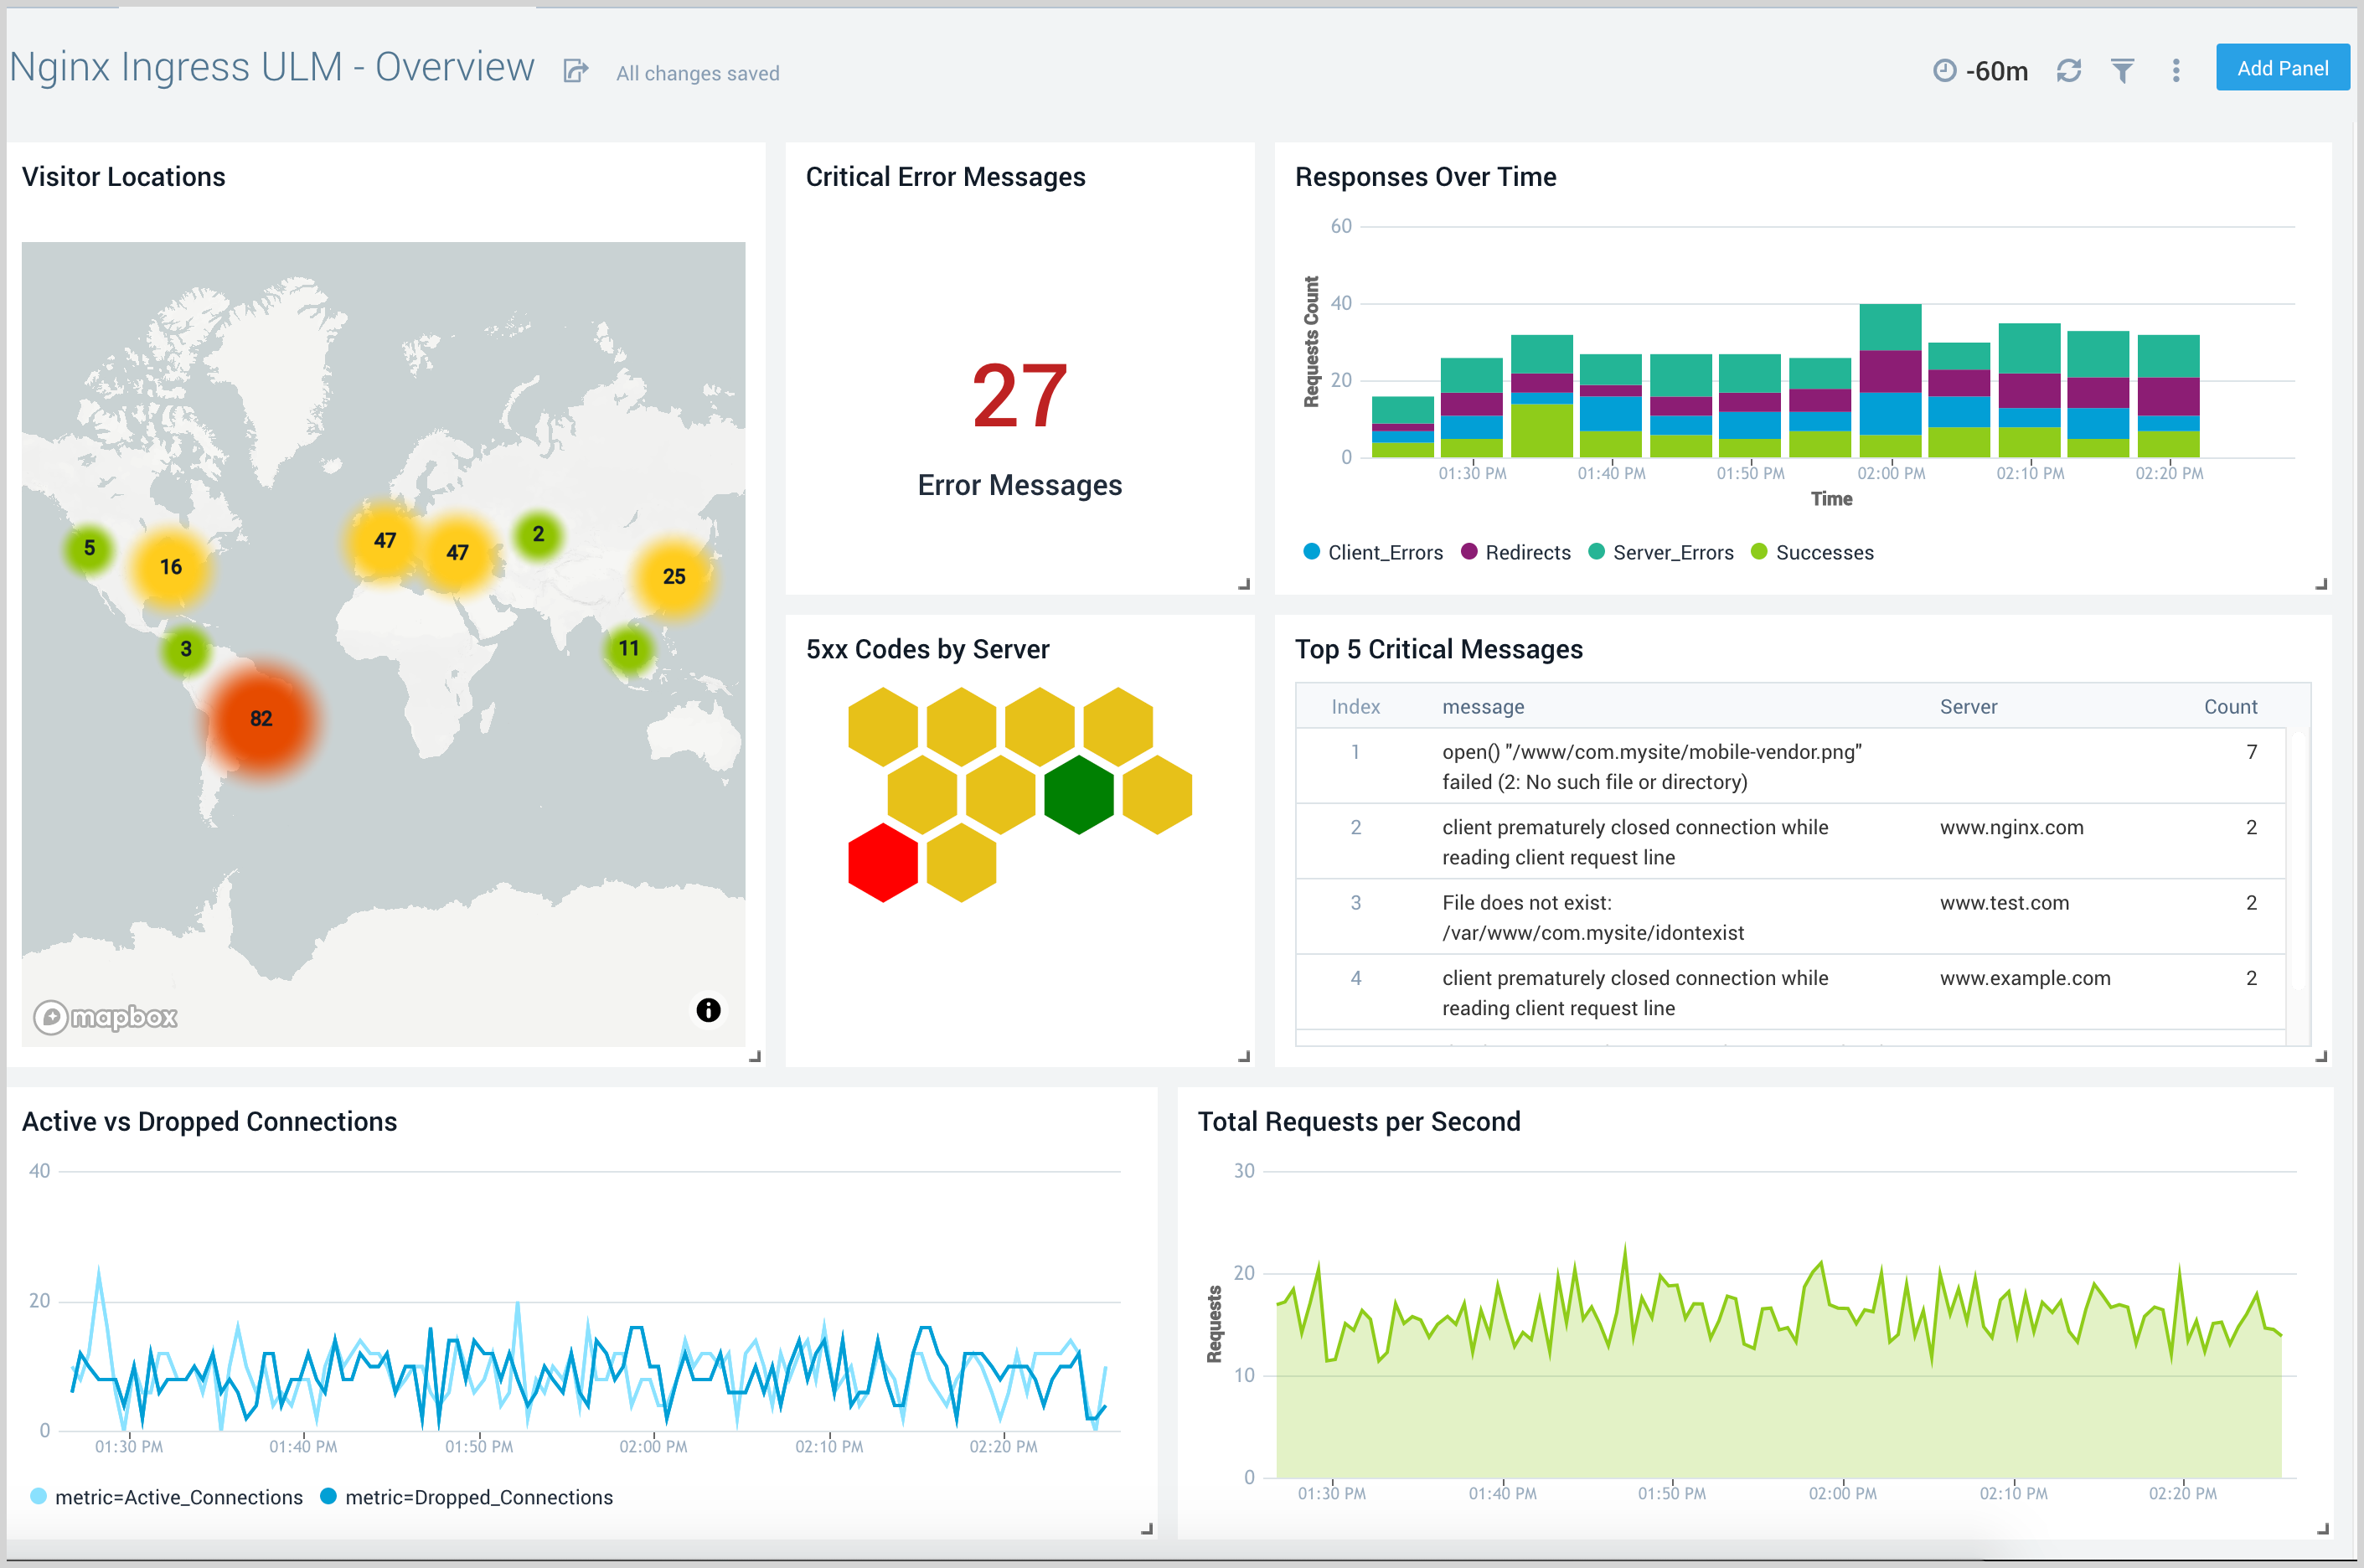 Nginx Ingress ULM - Overview
All changes saved
-60m
Add Panel
Visitor Locations
5
16
47
47
2
25
3
11
82
mapbox
Critical Error Messages
27
Error Messages
Responses Over Time
60
40
20
0
Requests Count
01:30 PM 01:40 PM 01:50 PM 02:00 PM 02:10 PM 02:20 PM
Time
Client_Errors Redirects Server_Errors Successes
5xx Codes by Server
Top 5 Critical Messages
Index message Server Count
1 open() "/www/com.mysite/mobile-vendor.png" 7
failed (2: No such file or directory)
2 client prematurely closed connection while www.nginx.com 2
reading client request line
3 File does not exist: www.test.com 2
/var/www/com.mysite/idontexist
4 client prematurely closed connection while www.example.com 2
reading client request line
Active vs Dropped Connections
40
20
0
01:30 PM 01:40 PM 01:50 PM 02:00 PM 02:10 PM 02:20 PM
metric=Active_Connections metric=Dropped_Connections
Total Requests per Second
30
20
10
0
Requests
01:30 PM 01:40 PM 01:50 PM 02:00 PM 02:10 PM 02:20 PM